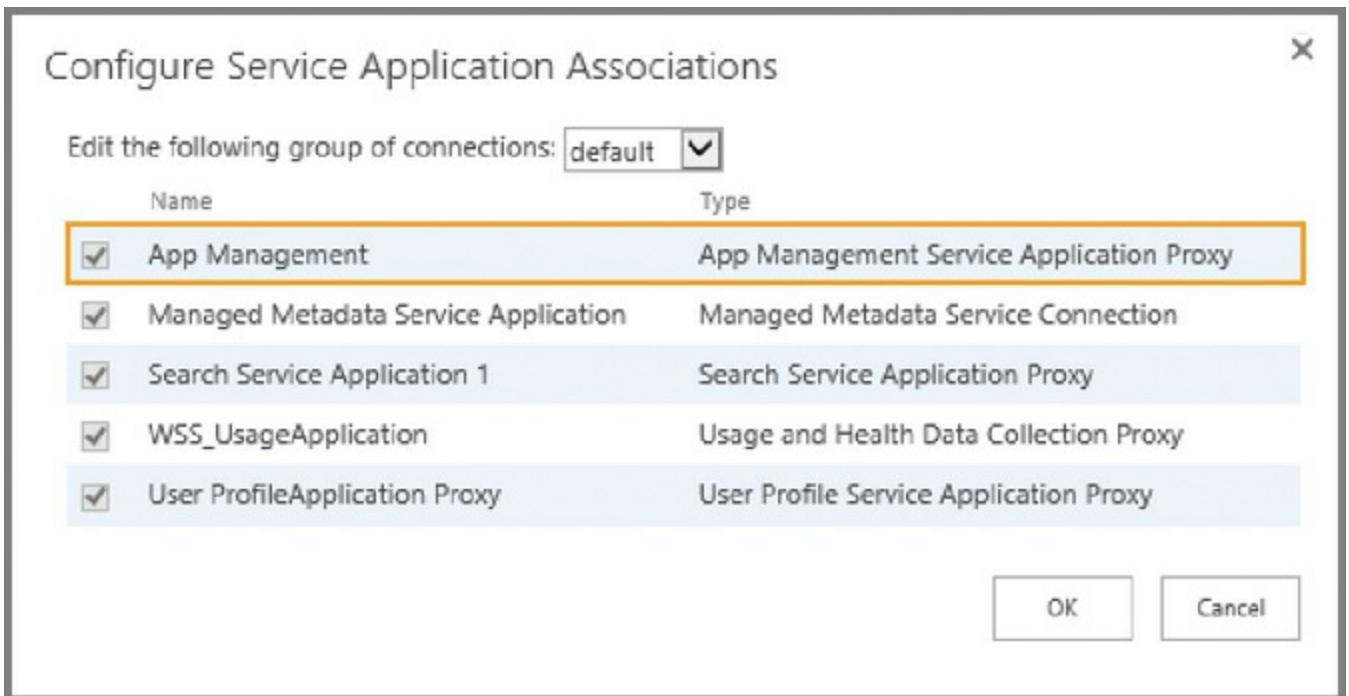 Configure Service Application Associations
Edit the following group of connections: default
Name Type
App Management App Management Service Application Proxy
Managed Metadata Service Application Managed Metadata Service Connection
Search Service Application 1 Search Service Application Proxy
WSS_UsageApplication Usage and Health Data Collection Proxy
User ProfileApplication Proxy User Profile Service Application Proxy
OK Cancel